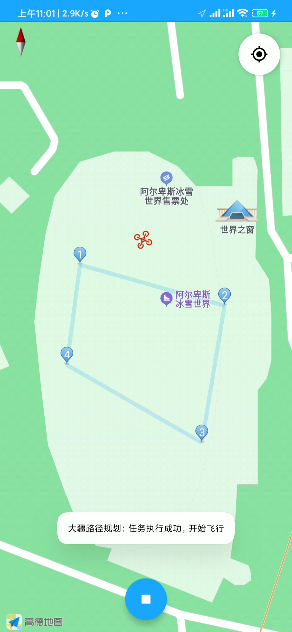 上午11:01 | 2.9K/s P ···
57
阿尔卑斯冰雪
世界售票处
世界之窗
1
阿尔卑斯
冰雪世界
2
4
3
大疆路径规划：任务执行成功，开始飞行
高德地图